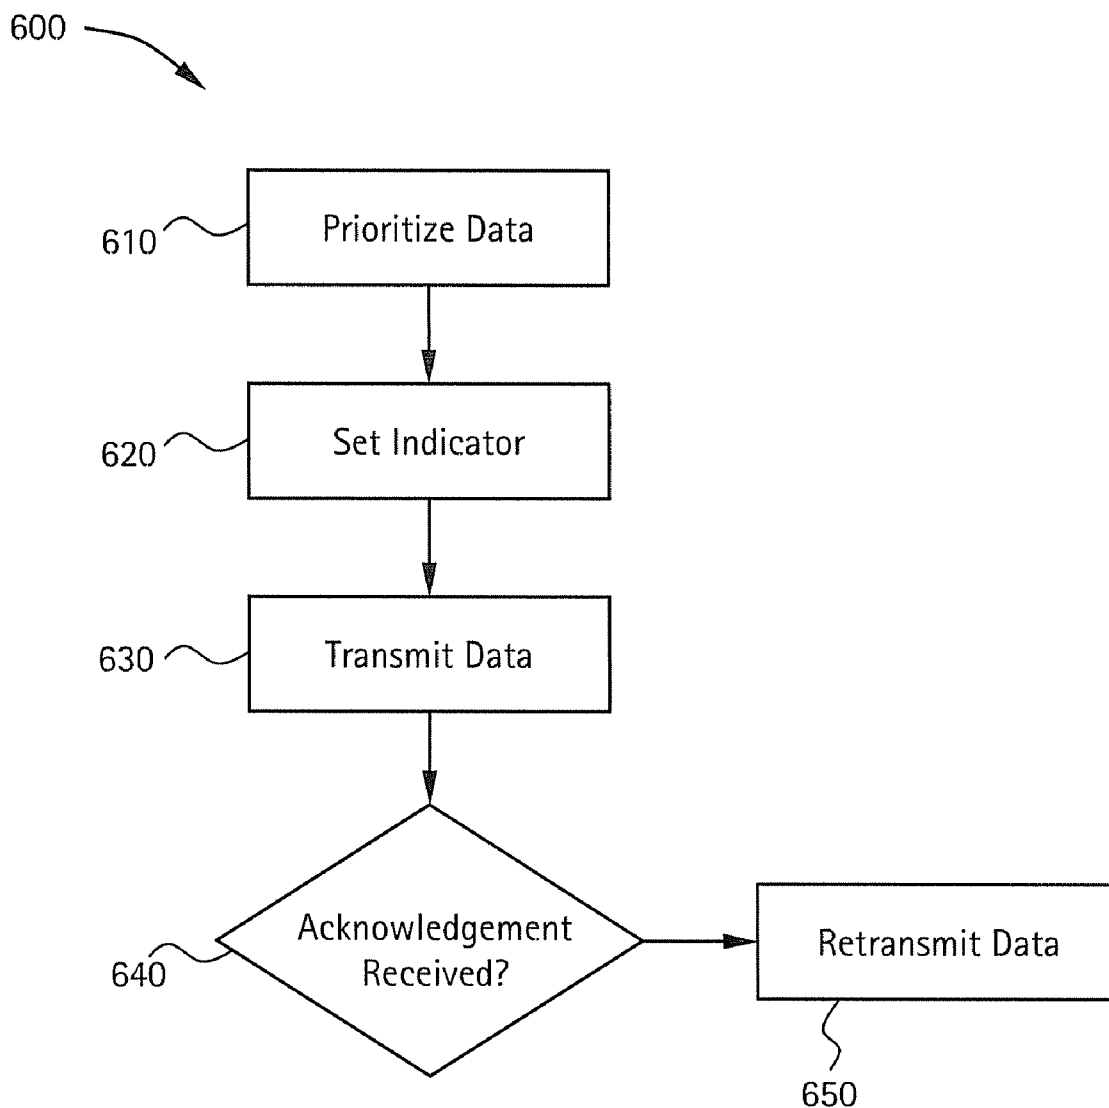 600
Prioritize Data
610
Set Indicator
620
Transmit Data
630
Acknowledgement
Received?
640
Retransmit Data
650